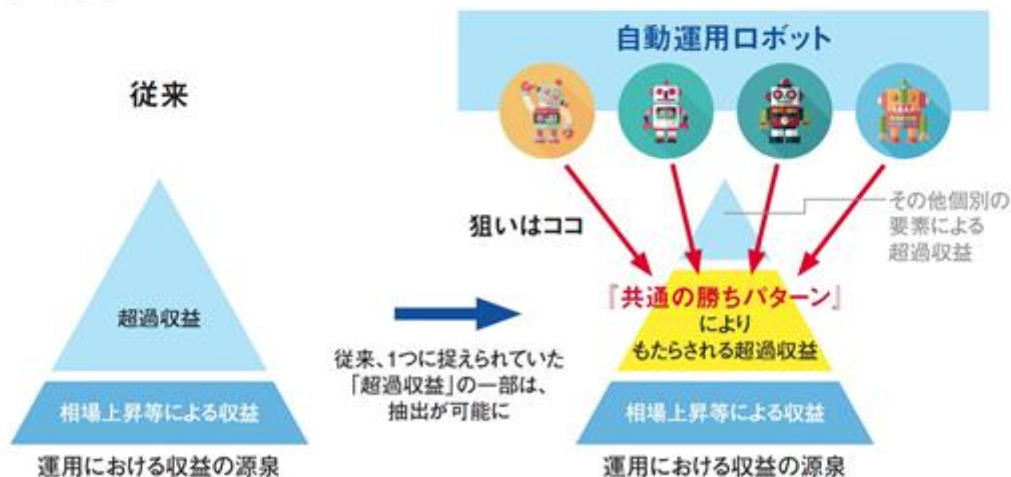 自動運用ロボット
従来
狙いはココ
その他個別の
要素による
超過収益
超過収益
『共通の勝ちパターン』
により
もたらされる超過収益
従来、1つに捉えられていた
「超過収益」の一部は、
抽出が可能に
相場上昇等による収益
相場上昇等による収益
運用における収益の源泉
運用における収益の源泉